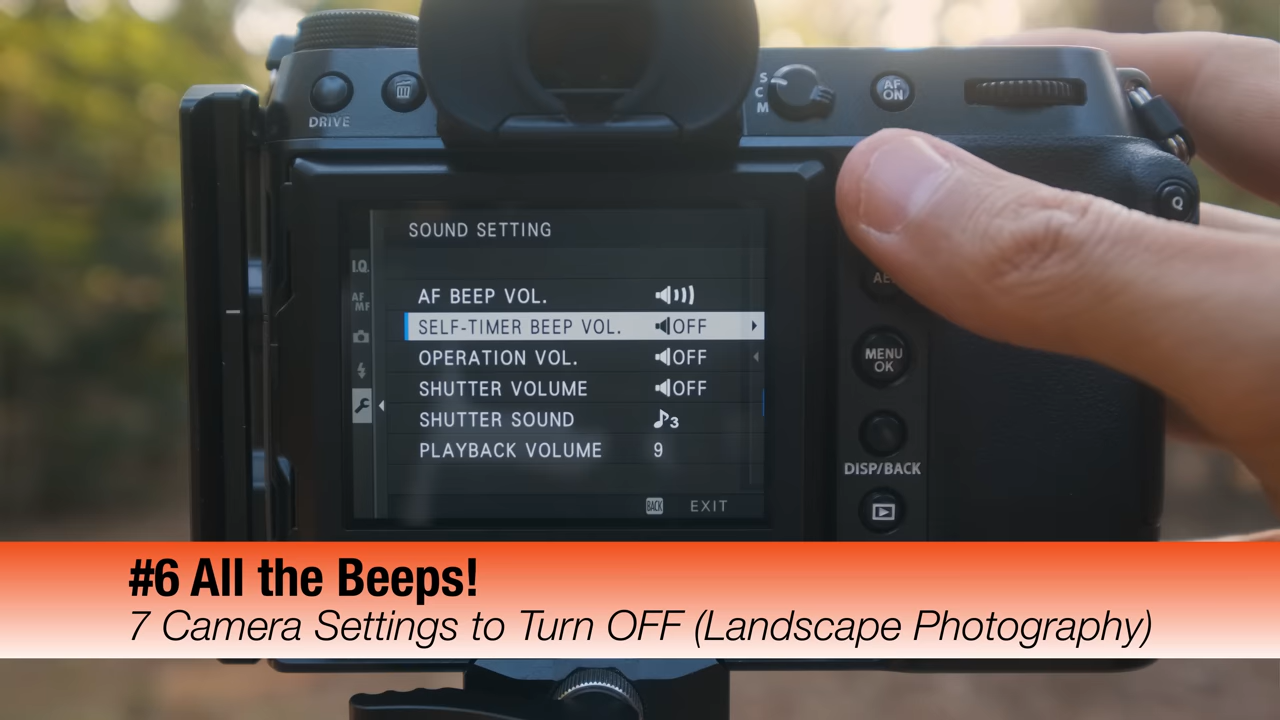 DRIVE
S
C
M
AF
ON
Q
SOUND SETTING
I.Q.
AF
MF
AF BEEP VOL.
SELF-TIMER BEEP VOL. OFF
OPERATION VOL. OFF
SHUTTER VOLUME OFF
SHUTTER SOUND 3
PLAYBACK VOLUME 9
BACK EXIT
MENU
OK
DISP/BACK
#6 All the Beeps!
7 Camera Settings to Turn OFF (Landscape Photography)